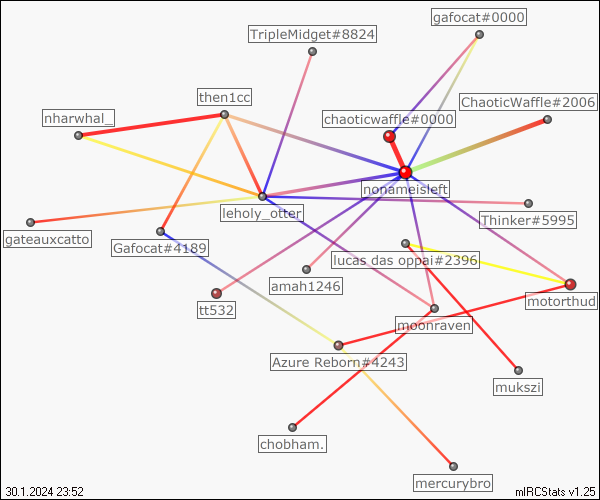 gafocat#0000
TripleMidget#8824
then1cc
ChaoticWaffle#2006
nharwhal_
chaoticwaffle#0000
nonameisleft
leholy_otter
Thinker#5995
gateauxcatto
Gafocat#4189
lucas das oppai#2396
amah1246
motorthud
tt532
moonraven
Azure Reborn#4243
mukszi
chobham.
mercurybro
30.1.2024 23:52
mIRCStats v1.25